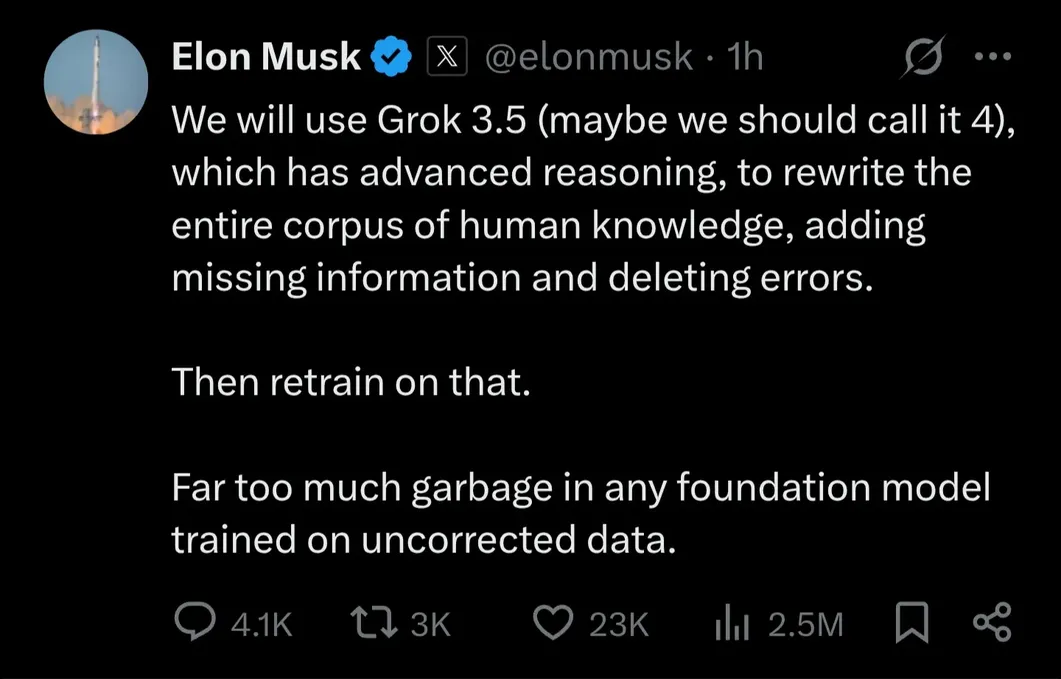 Elon Musk X @elonmusk · 1h
We will use Grok 3.5 (maybe we should call it 4),
which has advanced reasoning, to rewrite the
entire corpus of human knowledge, adding
missing information and deleting errors.
Then retrain on that.
Far too much garbage in any foundation model
trained on uncorrected data.
4.1K 3K 23K 2.5M